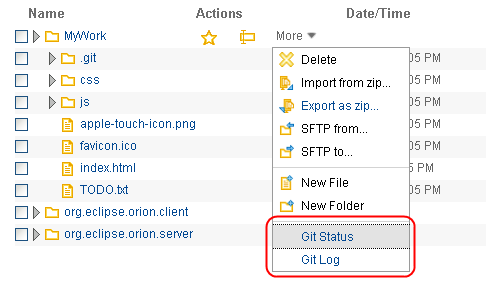 Name Actions Date/Time
MyWork More
.git Delete 05 PM
css Import from zip... 05 PM
js Export as zip... 05 PM
apple-touch-icon.png SFTP from... 05 PM
favicon.ico SFTP to... 05 PM
index.html 05 PM
TODO.txt New File 05 PM
org.eclipse.orion.client New Folder
org.eclipse.orion.server Git Status
Git Log